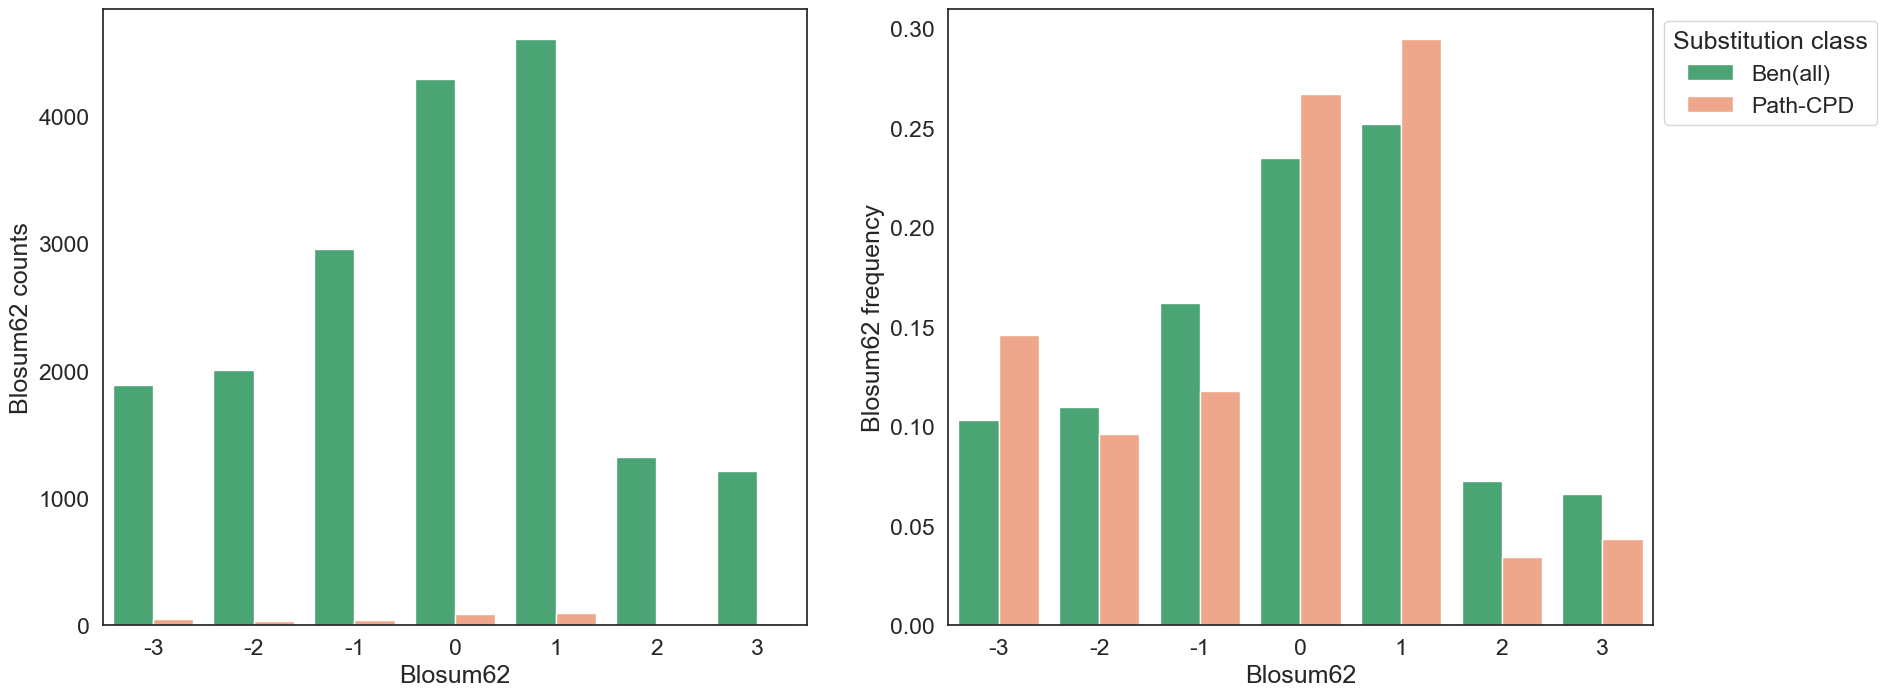 Blosum62 counts
4000
3000
2000
1000
0
-3 -2 -1 0 1 2 3
Blosum62
Blosum62 frequency
0.30
0.25
0.20
0.15
0.10
0.05
0.00
-3 -2 -1 0 1 2 3
Blosum62
Substitution class
Ben(all)
Path-CPD